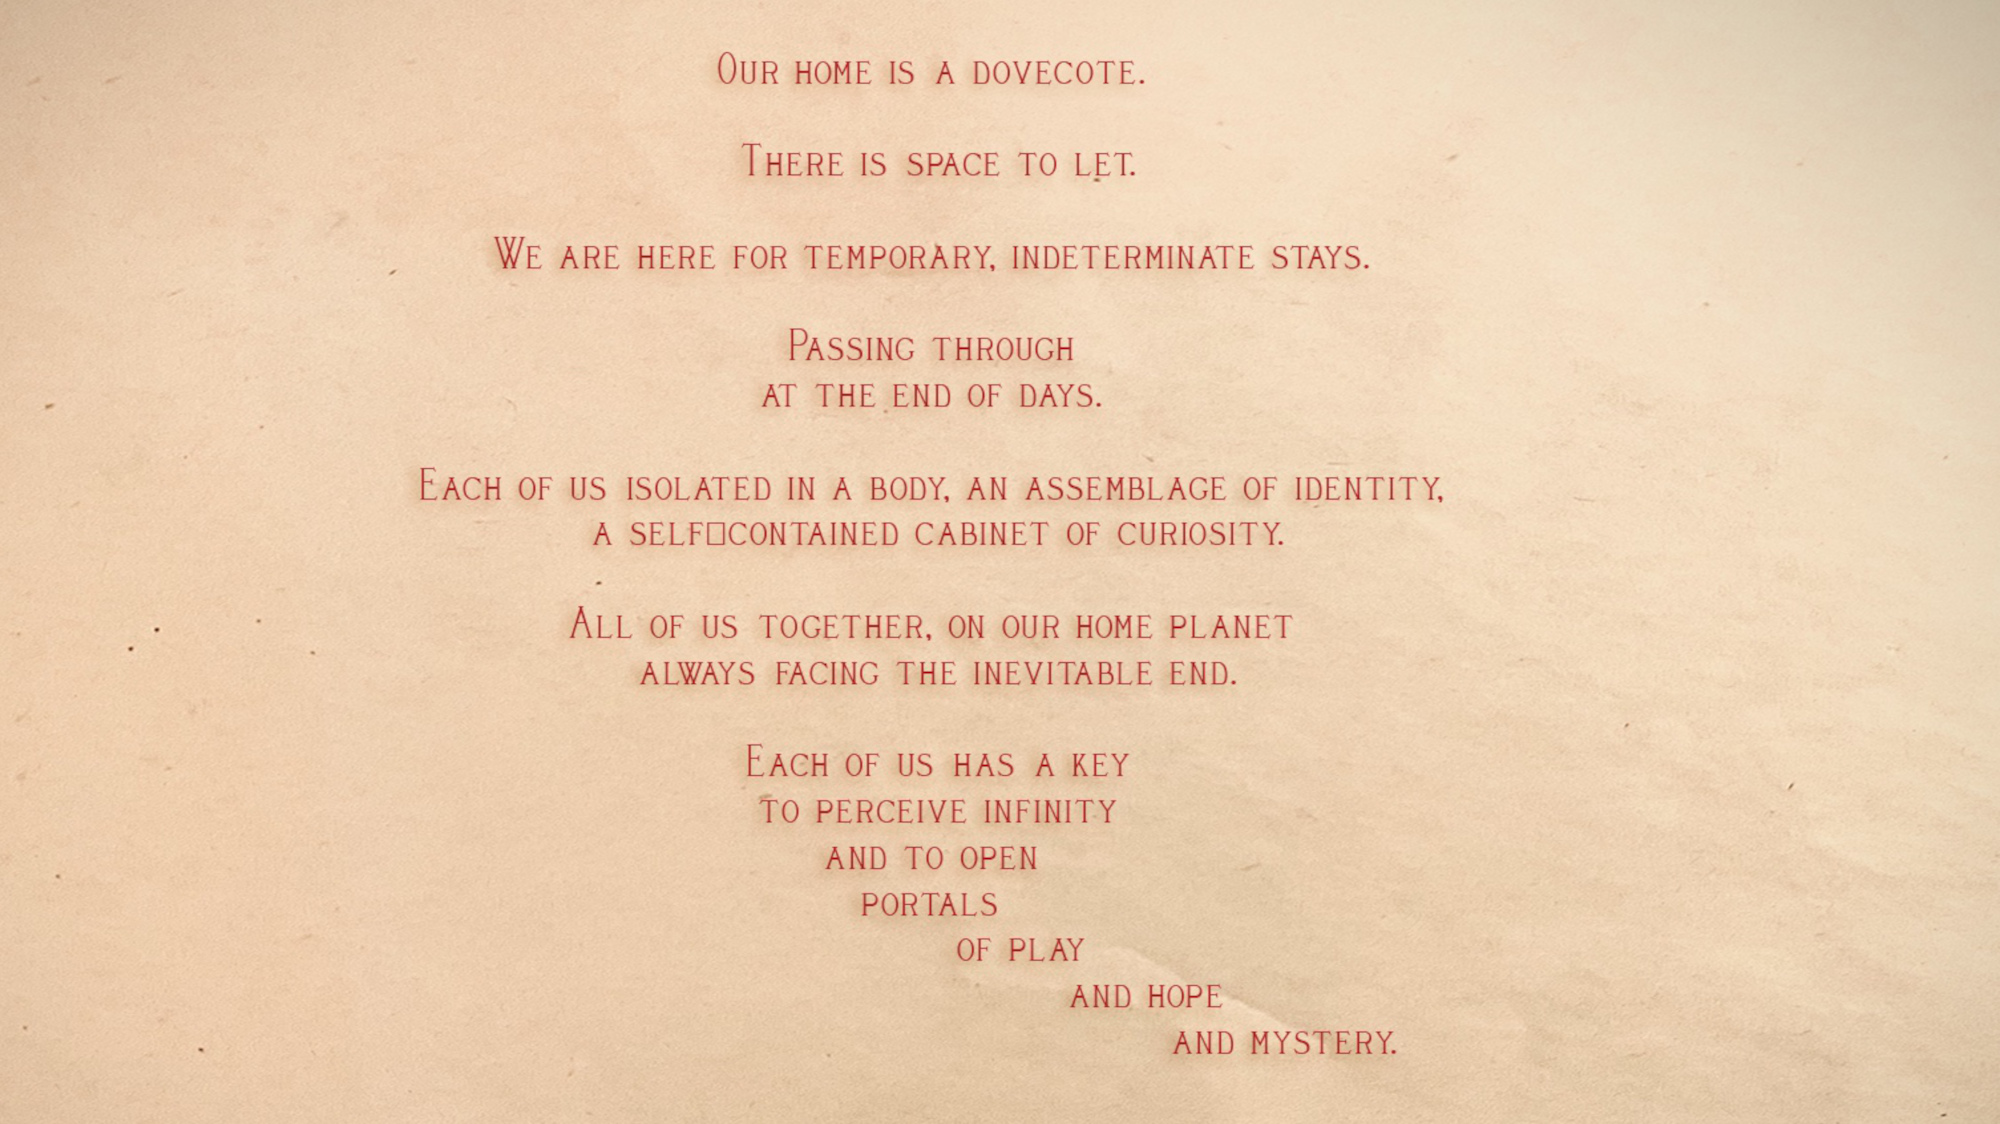 Our home is a dovecote.
There is space to let.
We are here for temporary, indeterminate stays.
Passing through
at the end of days.
Each of us isolated in a body, an assemblage of identity,
a self□contained cabinet of curiosity.
All of us together, on our home planet
always facing the inevitable end.
Each of us has a key
to perceive infinity
and to open
portals
of play
and hope
and mystery.